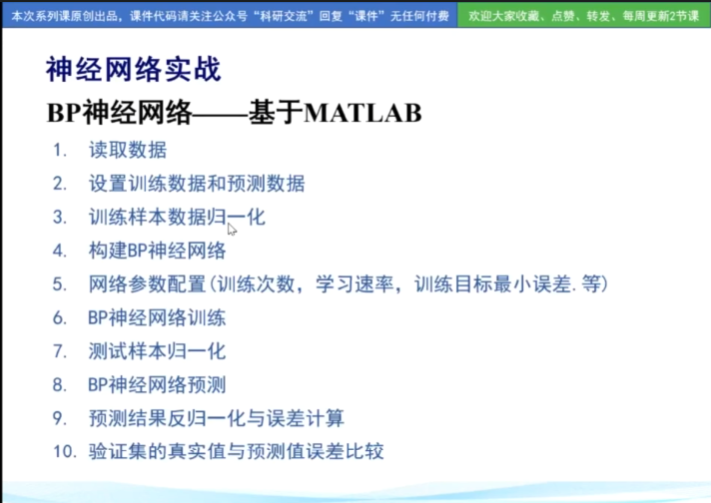 本次系列课原创出品，课件代码请关注公众号“科研交流”回复“课件”无任何付费
欢迎大家收藏、点赞、转发、每周更新2节课
神经网络实战
BP神经网络——基于MATLAB
1. 读取数据
2. 设置训练数据和预测数据
3. 训练样本数据归一化
4. 构建BP神经网络
5. 网络参数配置(训练次数，学习速率，训练目标最小误差.等)
6. BP神经网络训练
7. 测试样本归一化
8. BP神经网络预测
9. 预测结果反归一化与误差计算
10. 验证集的真实值与预测值误差比较